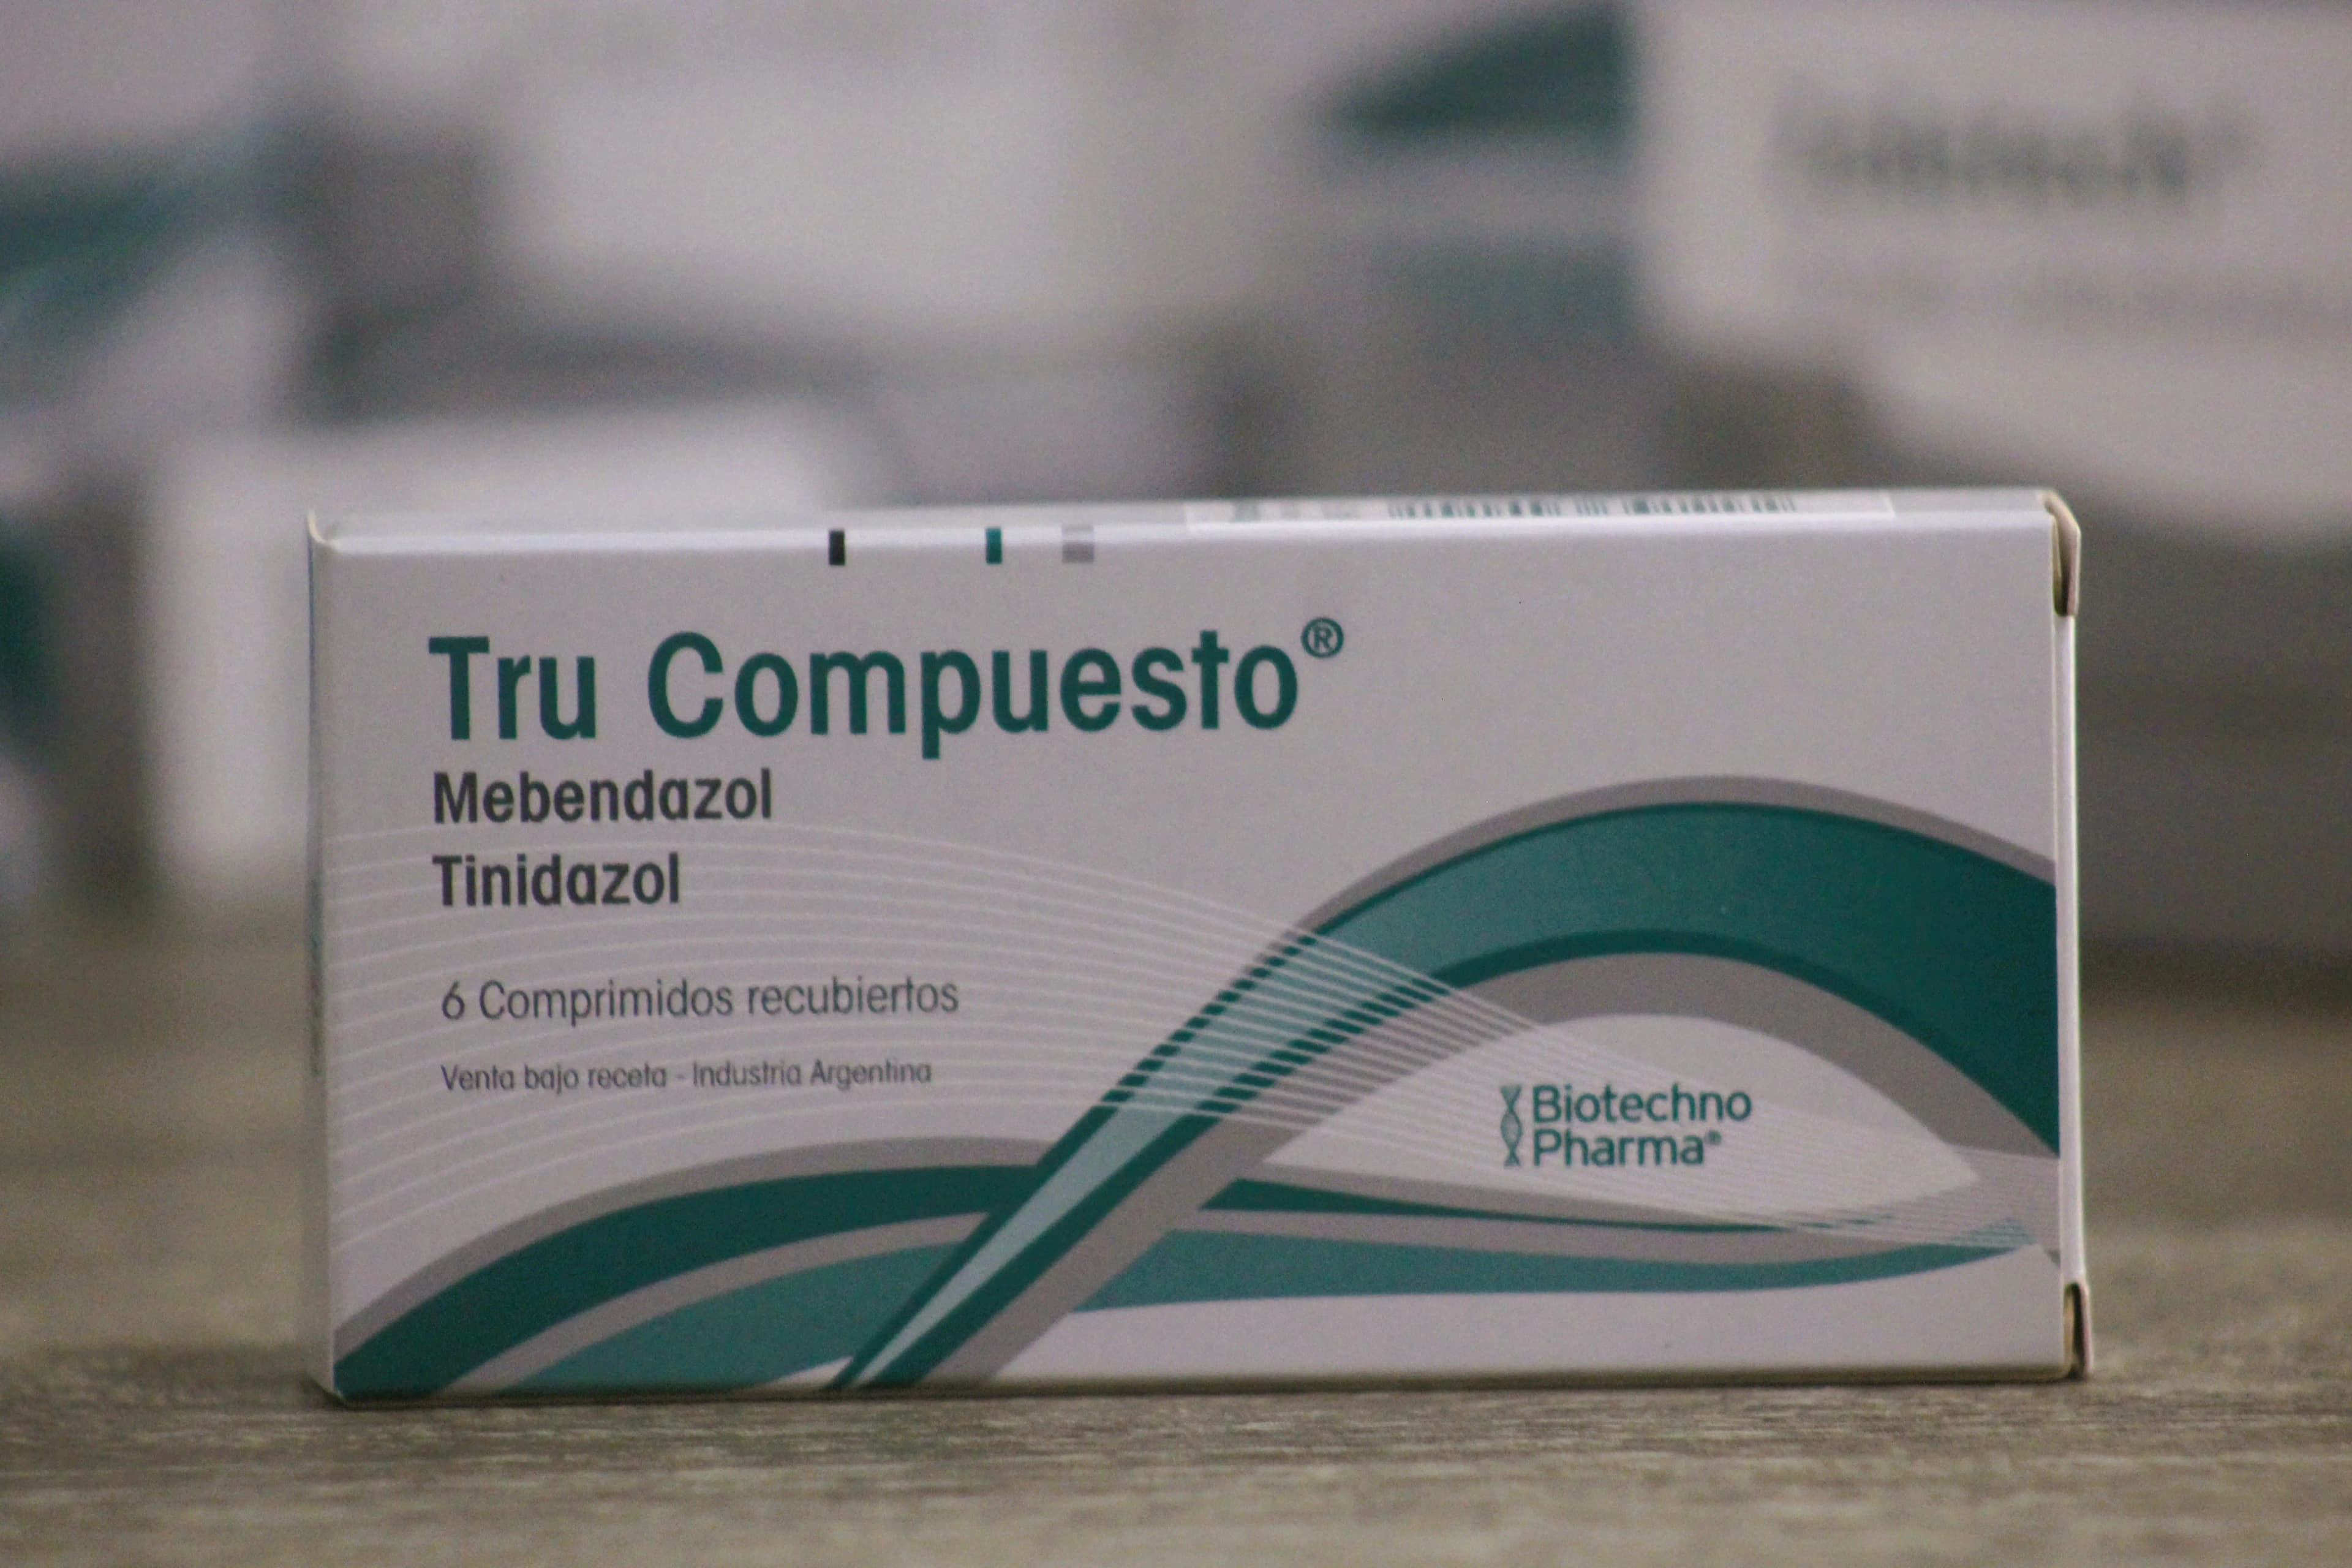 Tru Compuesto®
Mebendazol
Tinidazol
6 Comprimidos recubiertos
Venta bajo receta - Industria Argentina
Biotechno
Pharma®